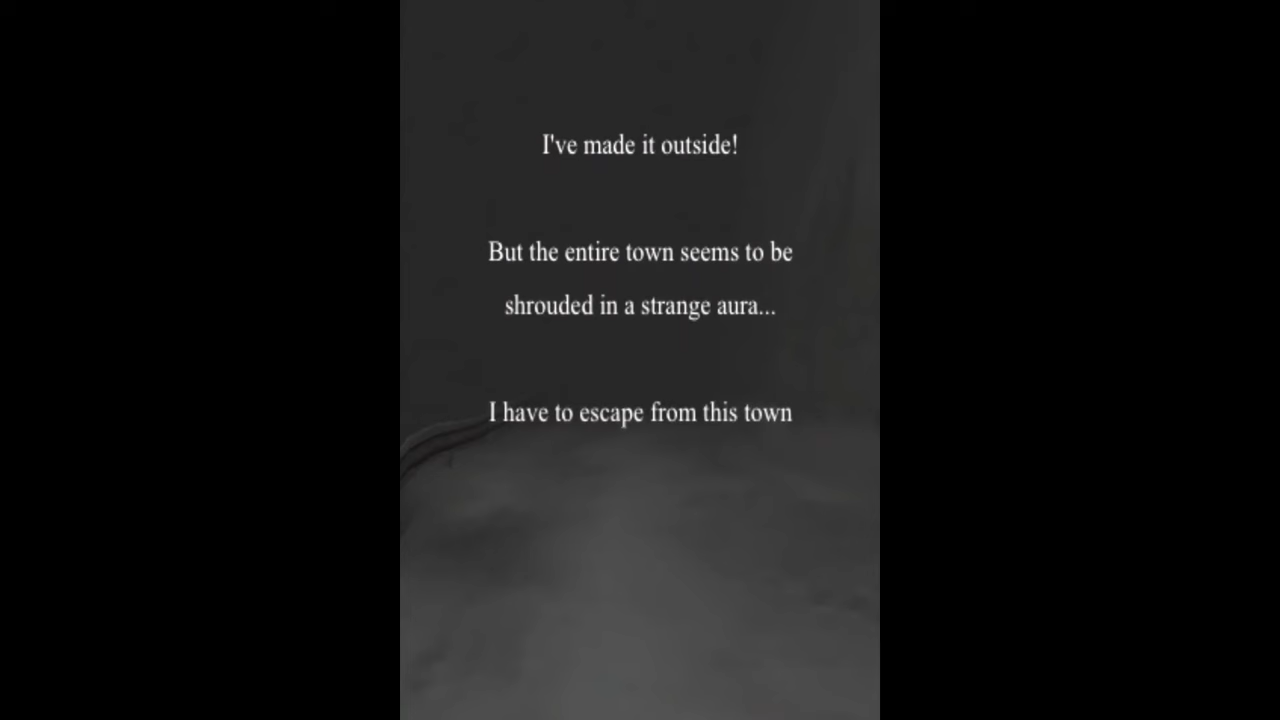 I've made it outside!
But the entire town seems to be
shrouded in a strange aura...
I have to escape from this town